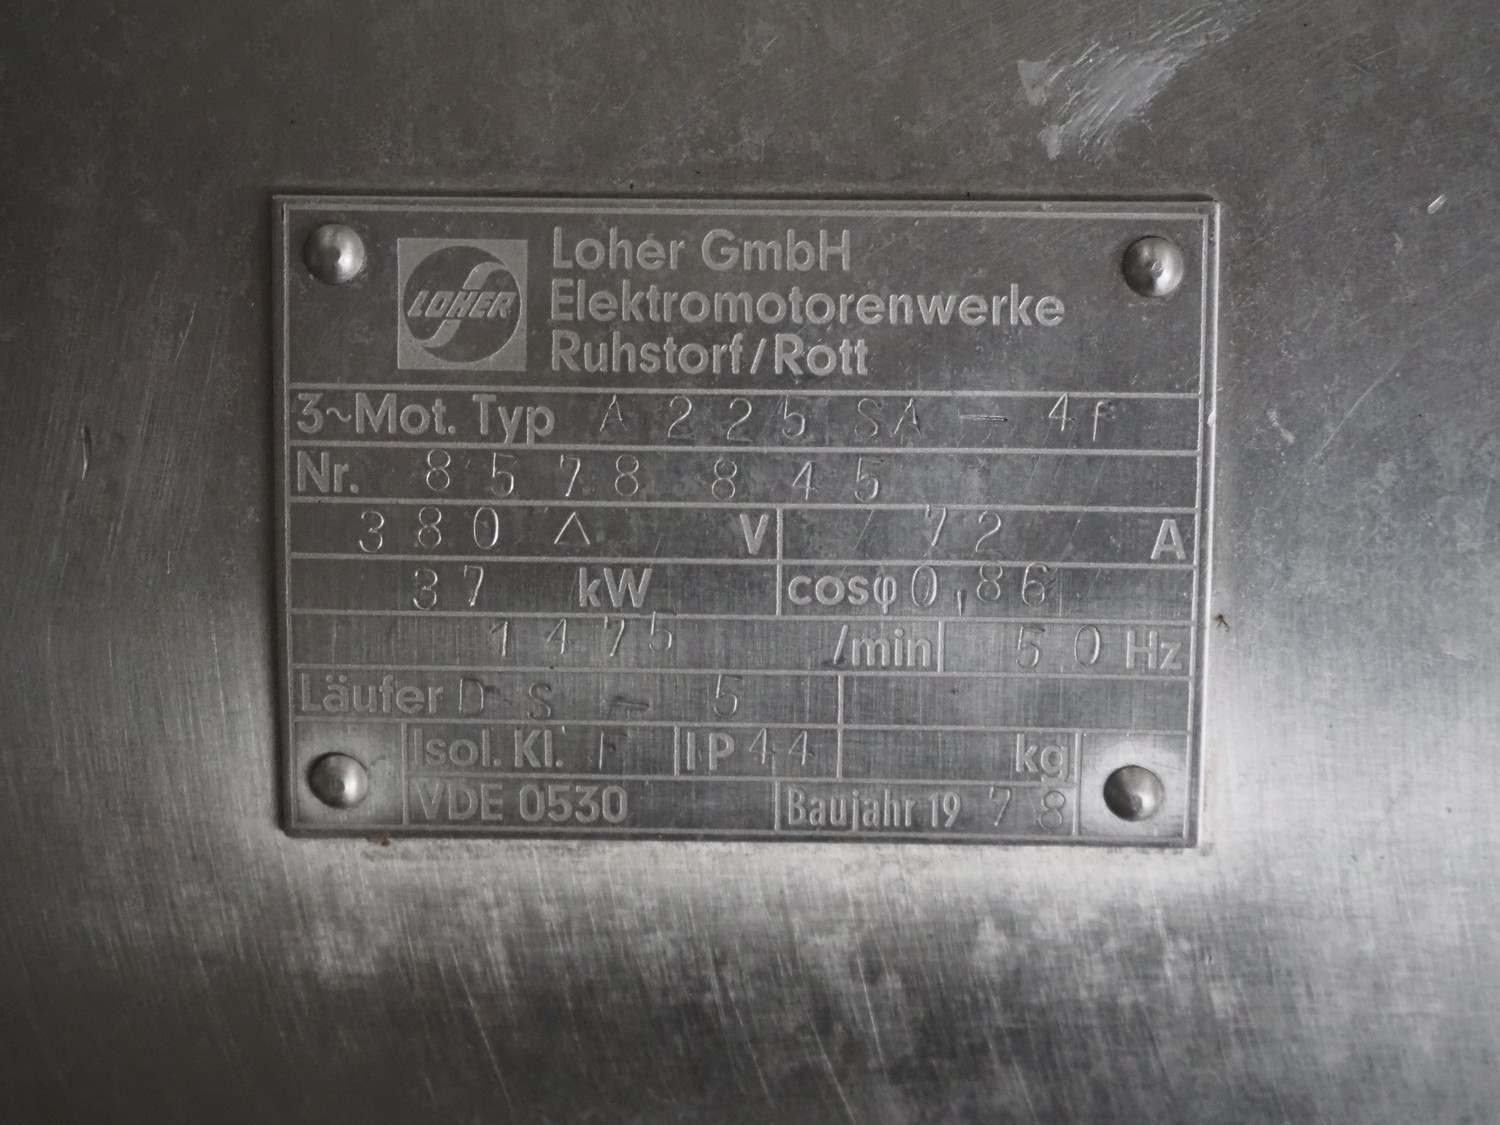 LOHER
Loher GmbH
Elektromotorenwerke
Ruhstorf/Rott
3~Mot. Typ A 225 SA - 4F
Nr. 8578 845
380 Δ V 72 A
37 kW cosφ 0,86
1475 /min 50 Hz
Läufer DS - 5
Isol. Kl. F IP 44 kg
VDE 0530 Baujahr 19 78